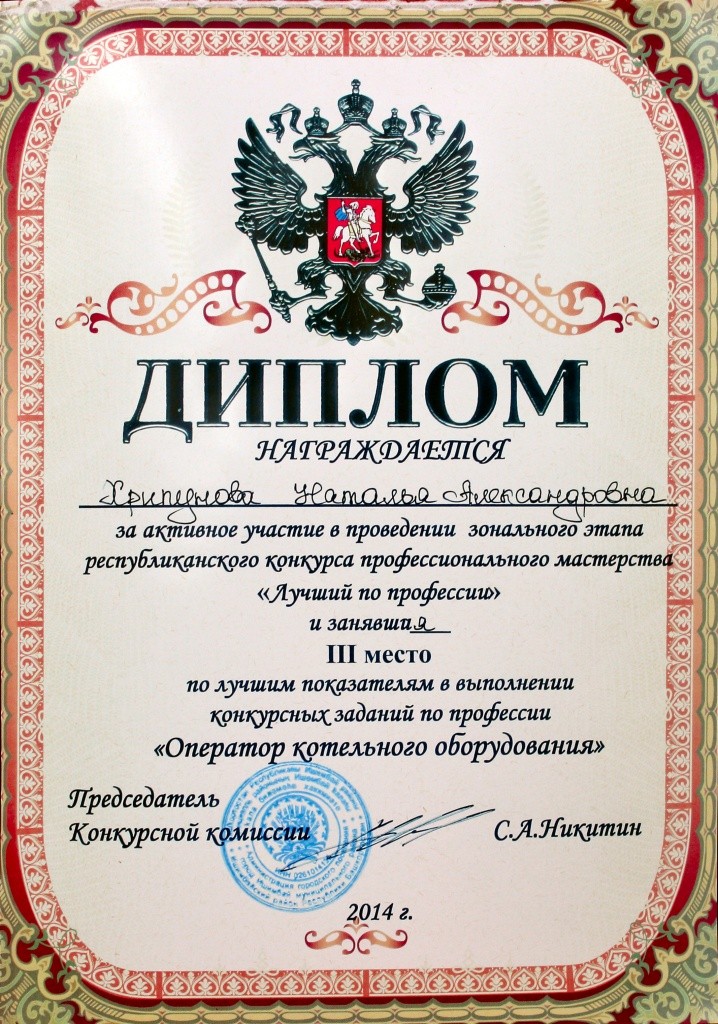 ДИПЛОМ
НАГРАЖДАЕТСЯ
Хрипунова Наталья Александровна
за активное участие в проведении зонального этапа
республиканского конкурса профессионального мастерства
«Лучший по профессии»
и занявшая
III место
по лучшим показателям в выполнении
конкурсных заданий по профессии
«Оператор котельного оборудования»
Председатель
Конкурсной комиссии С.А.Никитин
2014 г.